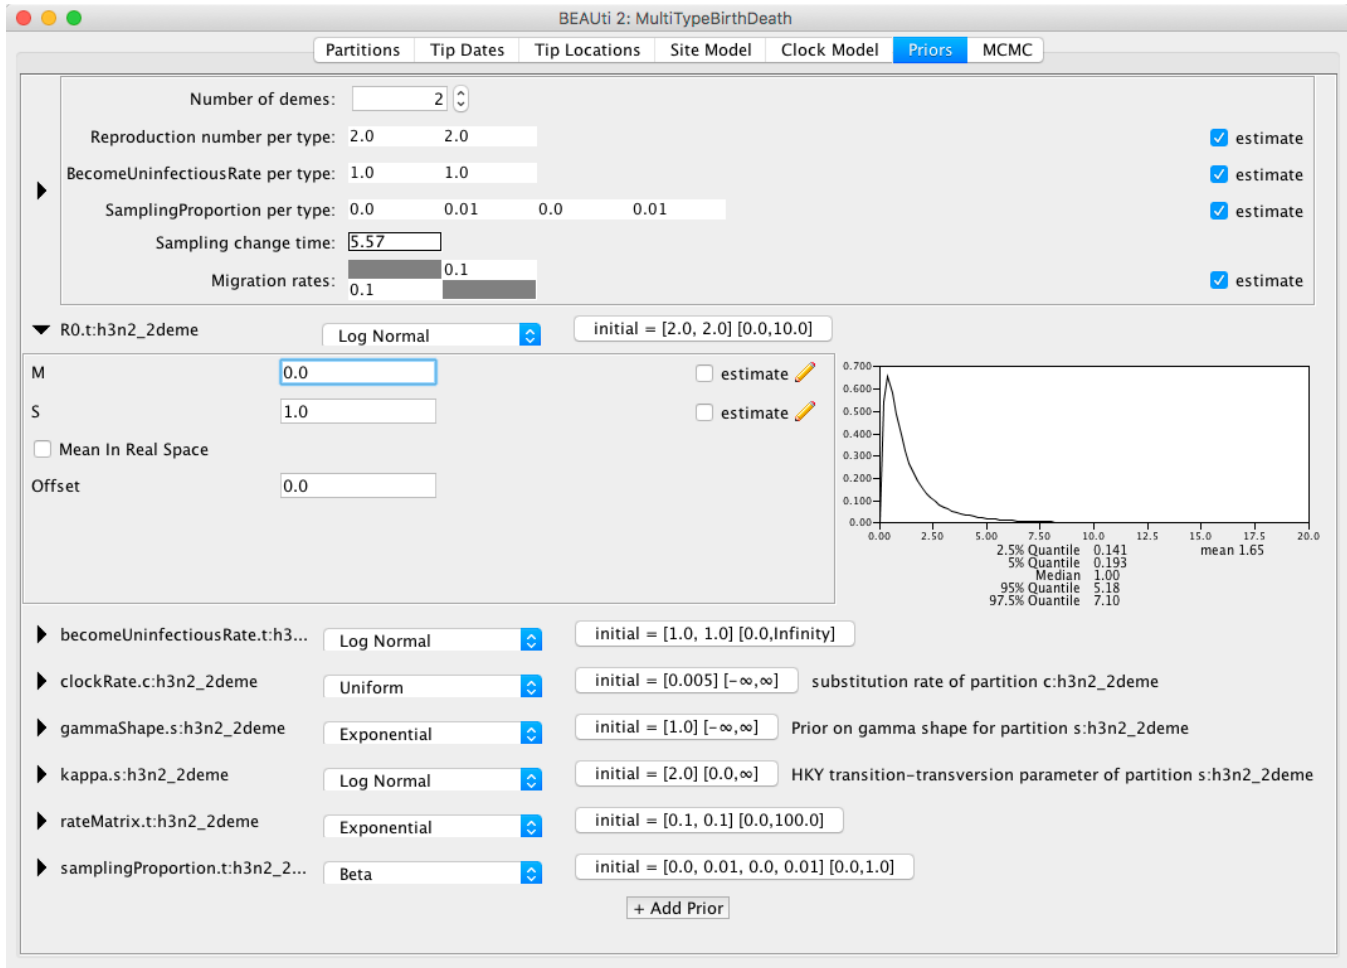 BEAUti 2: MultiTypeBirthDeath
Partitions Tip Dates Tip Locations Site Model Clock Model Priors MCMC
Number of demes: 2
Reproduction number per type: 2.0 2.0 estimate
BecomeUninfectiousRate per type: 1.0 1.0 estimate
SamplingProportion per type: 0.0 0.01 0.0 0.01 estimate
Sampling change time: 5.57
0.1
Migration rates: estimate
0.1
R0.t:h3n2_2deme Log Normal initial = [2.0, 2.0] [0.0,10.0]
M 0.0 estimate
S 1.0 estimate
Mean In Real Space
Offset 0.0
0.700
0.600
0.500
0.400
0.300
0.200
0.100
0.00
0.00 2.50 5.00 7.50 10.0 12.5 15.0 17.5 20.0
2.5% Quantile 0.141 mean 1.65
5% Quantile 0.193
Median 1.00
95% Quantile 5.18
97.5% Quantile 7.10
becomeUninfectiousRate.t:h3... Log Normal initial = [1.0, 1.0] [0.0,Infinity]
clockRate.c:h3n2_2deme Uniform initial = [0.005] [-∞,∞] substitution rate of partition c:h3n2_2deme
gammaShape.s:h3n2_2deme Exponential initial = [1.0] [-∞,∞] Prior on gamma shape for partition s:h3n2_2deme
kappa.s:h3n2_2deme Log Normal initial = [2.0] [0.0,∞] HKY transition-transversion parameter of partition s:h3n2_2deme
rateMatrix.t:h3n2_2deme Exponential initial = [0.1, 0.1] [0.0,100.0]
samplingProportion.t:h3n2_2... Beta initial = [0.0, 0.01, 0.0, 0.01] [0.0,1.0]
+ Add Prior